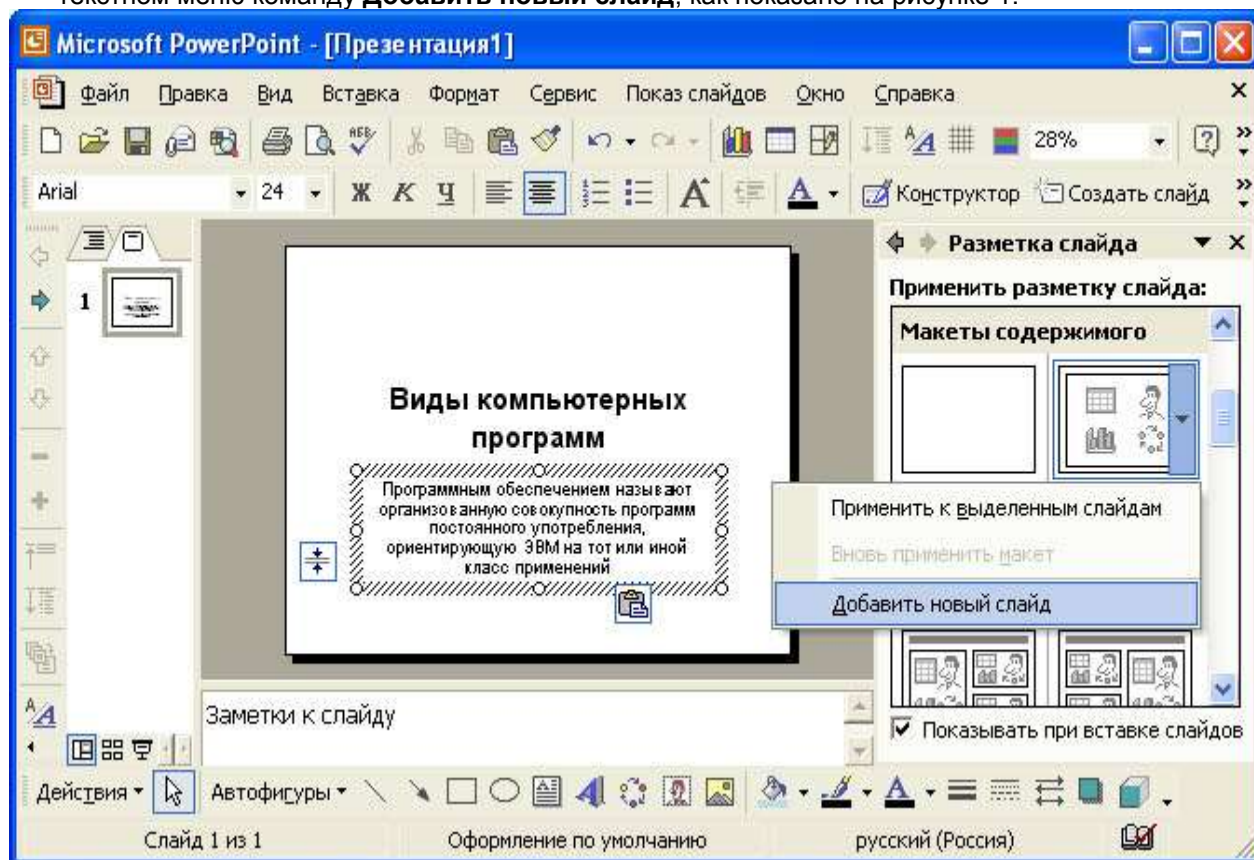 текстном меню команду Добавить новый слайд, как показано на рисунке 1.
Microsoft PowerPoint - [Презентация1]
Файл Правка Вид Вставка Формат Сервис Показ слайдов Окно Справка
28%
Arial 24 Ж К Ч Конструктор Создать слайд
Разметка слайда
1
Применить разметку слайда:
Макеты содержимого
Виды компьютерных
программ
Программным обеспечением называют
организованную совокупность программ
постоянного употребления,
ориентирующую ЭВМ на тот или иной
класс применений
Применить к выделенным слайдам
Вновь применить макет
Добавить новый слайд
Заметки к слайду
Показывать при вставке слайдов
Действия Автофигуры
Слайд 1 из 1 Оформление по умолчанию русский (Россия)